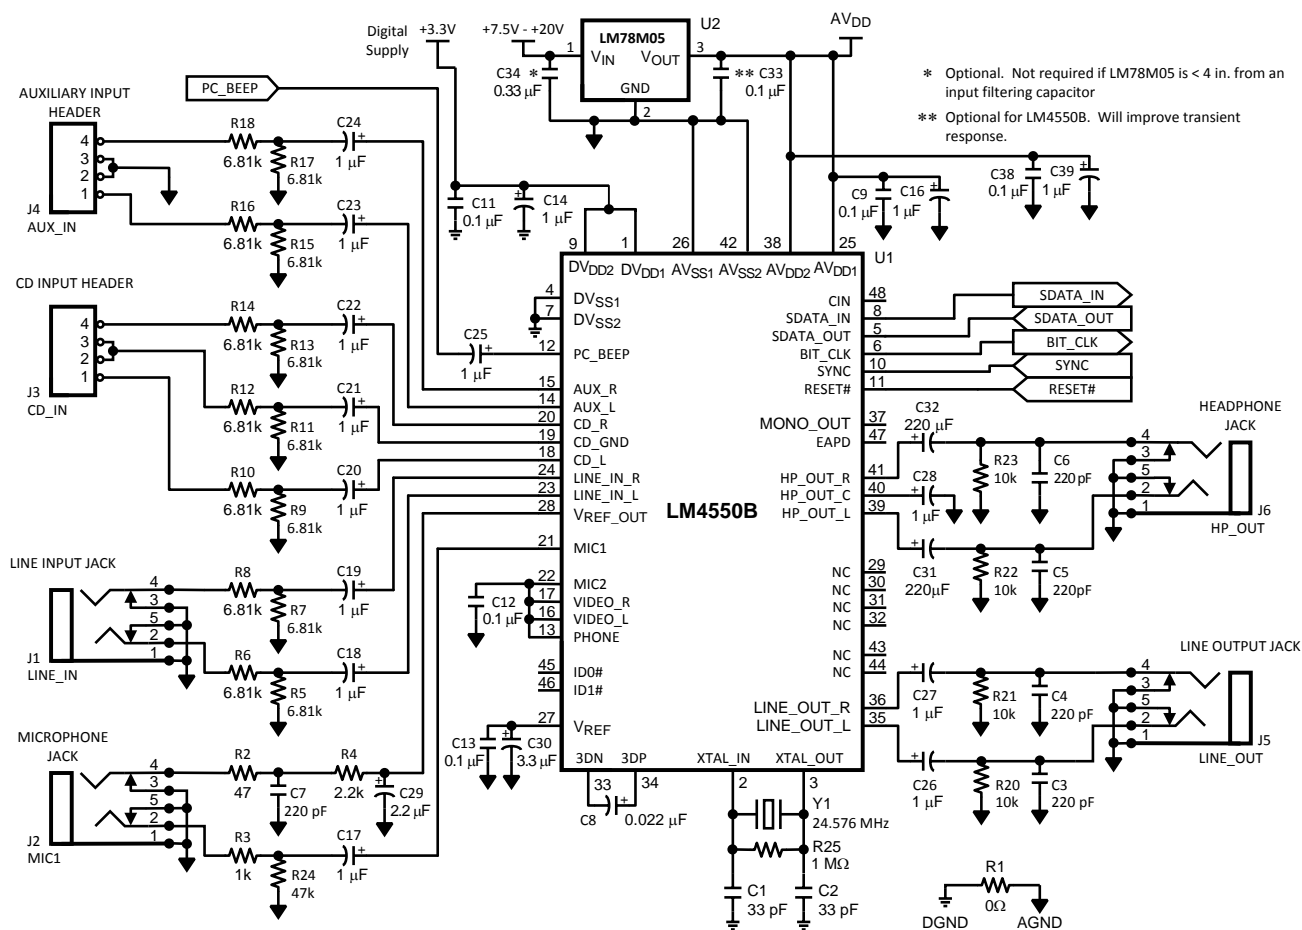 Digital
Supply
+3.3V
+7.5V - +20V
U2
LM78M05
1
VIN
VOUT
3
GND
2
AVDD
C34 *
0.33 µF
** C33
0.1 µF
* Optional. Not required if LM78M05 is < 4 in. from an
input filtering capacitor
** Optional for LM4550B. Will improve transient
response.
PC_BEEP
AUXILIARY INPUT
HEADER
4
3
2
1
J4
AUX_IN
R18
6.81k
R17
6.81k
C24
+
1 µF
R16
6.81k
R15
6.81k
C23
+
1 µF
C11
0.1 µF
+
C14
1 µF
C9
0.1 µF
+
C16
1 µF
C38
0.1 µF
+
C39
1 µF
CD INPUT HEADER
4
3
2
1
J3
CD_IN
R14
6.81k
R13
6.81k
C22
+
1 µF
R12
6.81k
R11
6.81k
C21
+
1 µF
R10
6.81k
R9
6.81k
C20
+
1 µF
C25
+
1 µF
LINE INPUT JACK
4
3
5
2
1
J1
LINE_IN
R8
6.81k
R7
6.81k
C19
+
1 µF
R6
6.81k
R5
6.81k
C18
+
1 µF
MICROPHONE
JACK
4
3
5
2
1
J2
MIC1
R2
47
R4
2.2k
C7
220 pF
+
C29
2.2 µF
R3
1k
R24
47k
C17
+
1 µF
C12
0.1 µF
C13
0.1 µF
+
C30
3.3 µF
U1
LM4550B
9
DVDD2
1
DVDD1
26
AVSS1
42
AVSS2
38
AVDD2
25
AVDD1
4
DVSS1
7
DVSS2
12
PC_BEEP
15
AUX_R
14
AUX_L
20
CD_R
19
CD_GND
18
CD_L
24
LINE_IN_R
23
LINE_IN_L
28
VREF_OUT
21
MIC1
22
MIC2
17
VIDEO_R
16
VIDEO_L
13
PHONE
45
ID0#
46
ID1#
27
VREF
3DN
33
3DP
34
C8
+
0.022 µF
XTAL_IN
2
XTAL_OUT
3
Y1
24.576 MHz
R25
1 MΩ
C1
33 pF
C2
33 pF
CIN
48
SDATA_IN
8
SDATA_OUT
5
BIT_CLK
6
SYNC
10
RESET#
11
SDATA_IN
SDATA_OUT
BIT_CLK
SYNC
RESET#
MONO_OUT
37
EAPD
47
HP_OUT_R
41
HP_OUT_C
40
HP_OUT_L
39
NC
29
NC
30
NC
31
NC
32
NC
43
NC
44
LINE_OUT_R
36
LINE_OUT_L
35
C32
+
220 µF
+
C28
1 µF
+
C31
220µF
R23
10k
C6
220 pF
R22
10k
C5
220pF
HEADPHONE
JACK
4
3
5
2
1
J6
HP_OUT
+
C27
1 µF
R21
10k
C4
220 pF
+
C26
1 µF
R20
10k
C3
220 pF
LINE OUTPUT JACK
4
3
5
2
1
J5
LINE_OUT
R1
0Ω
DGND
AGND